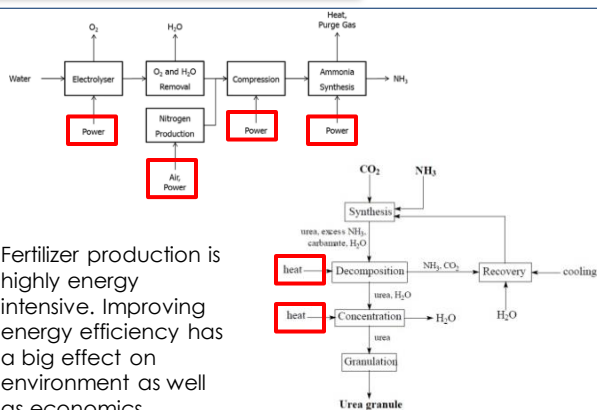 O₂
H₂O
Heat,
Purge Gas
Water
Electrolyser
O₂ and H₂O
Removal
Compression
Ammonia
Synthesis
NH₃
Power
Nitrogen
Production
Power
Power
Air,
Power
CO₂
NH₃
Synthesis
urea, excess NH₃,
carbamate, H₂O
heat
Decomposition
NH₃, CO₂
Recovery
cooling
urea, H₂O
heat
Concentration
H₂O
H₂O
urea
Granulation
Urea granule
Fertilizer production is
highly energy
intensive. Improving
energy efficiency has
a big effect on
environment as well
as economics